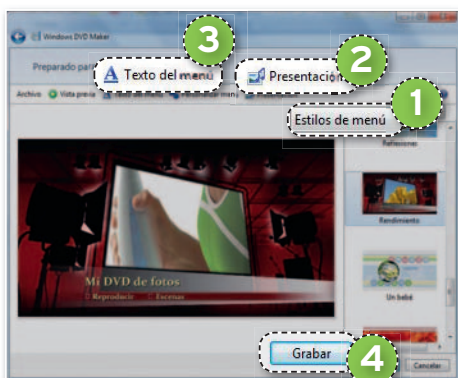 Windows DVD Maker
3
2
Preparado par
A Texto del menú
Presentación
1
Archivo Vista previa
Estilos de menú
Reflexiones
Rendimiento
Mi DVD de fotos
Reproducir Escenas
Un bebé
Grabar
4
Cancelar